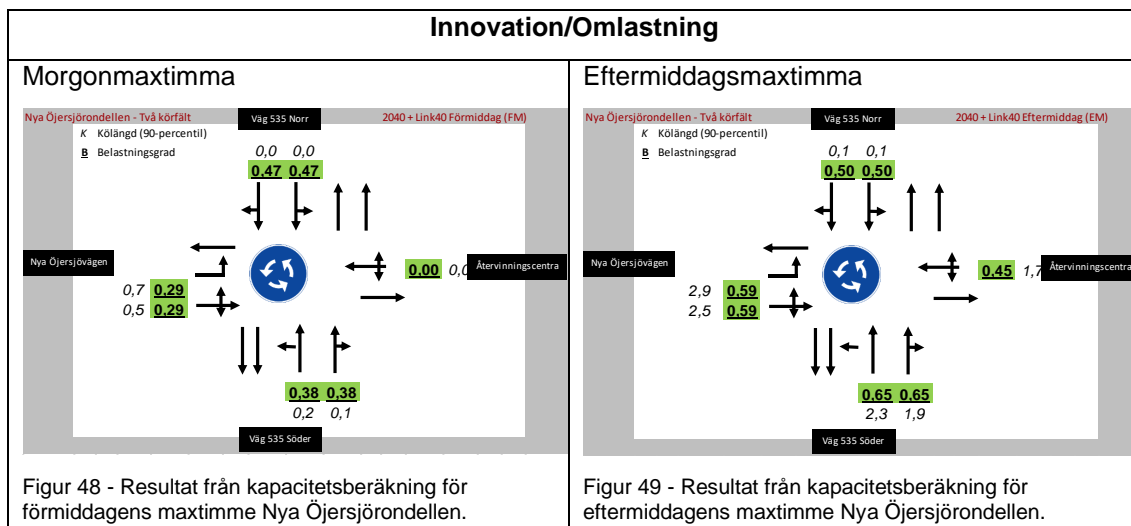 Innovation/Omlastning
Morgonmaxtimma
Nya Öjersjörondellen - Två körfält
Väg 535 Norr
2040 + Link40 Förmiddag (FM)
K Kölängd (90-percentil)
B Belastningsgrad
0,0 0,0
0,47 0,47
Nya Öjersjövägen
0,00 0,0
Återvinningscentra
0,7 0,29
0,5 0,29
0,38 0,38
0,2 0,1
Väg 535 Söder
Figur 48 - Resultat från kapacitetsberäkning för
förmiddagens maxtimme Nya Öjersjörondellen.
Eftermiddagsmaxtimma
Nya Öjersjörondellen - Två körfält
Väg 535 Norr
2040 + Link40 Eftermiddag (EM)
K Kölängd (90-percentil)
B Belastningsgrad
0,1 0,1
0,50 0,50
Nya Öjersjövägen
0,45 1,7
Återvinningscentra
2,9 0,59
2,5 0,59
0,65 0,65
2,3 1,9
Väg 535 Söder
Figur 49 - Resultat från kapacitetsberäkning för
eftermiddagens maxtimme Nya Öjersjörondellen.